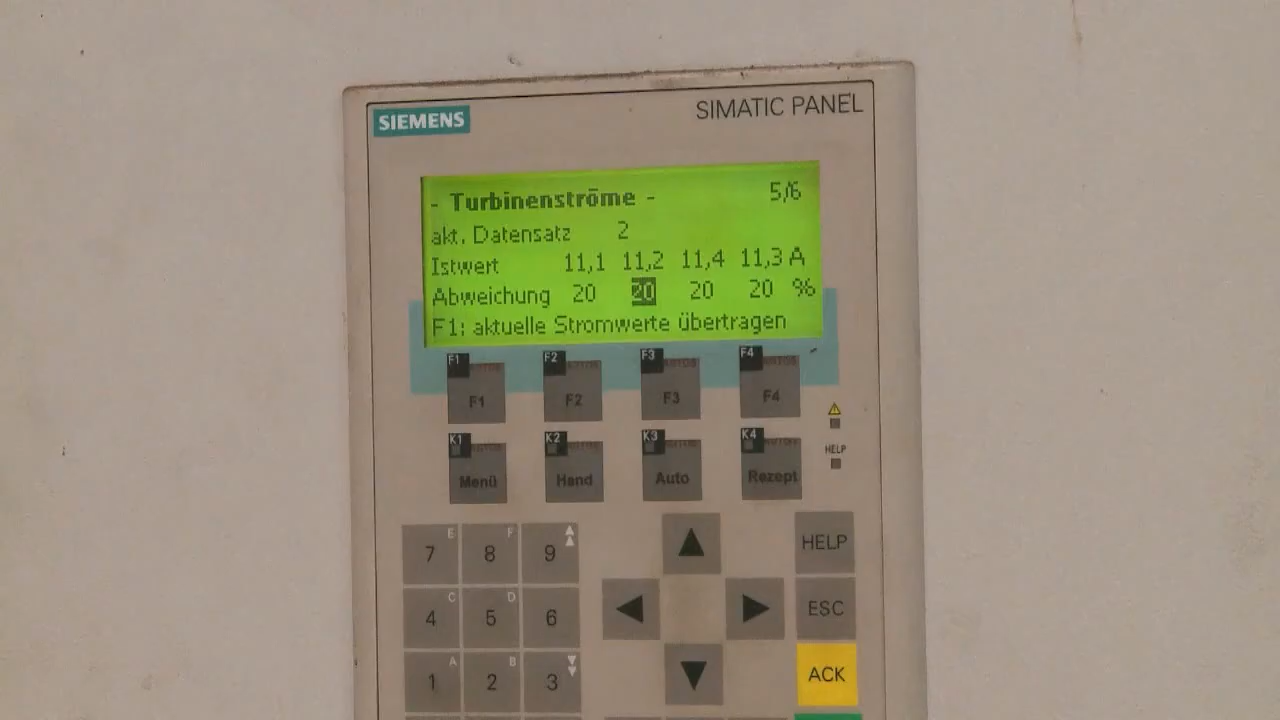 SIEMENS
SIMATIC PANEL
- Turbinenströme - 5/6
akt. Datensatz 2
Istwert 11,1 11,2 11,4 11,3 A
Abweichung 20 20 20 20 %
F1: aktuelle Stromwerte übertragen
F1 F2 F3 F4
F1 F2 F3 F4
K1 K2 K3 K4
HELP
Menü Hand Auto Rezept
E F
7 8 9 HELP
C D
4 5 6 ESC
A B
1 2 3 ACK